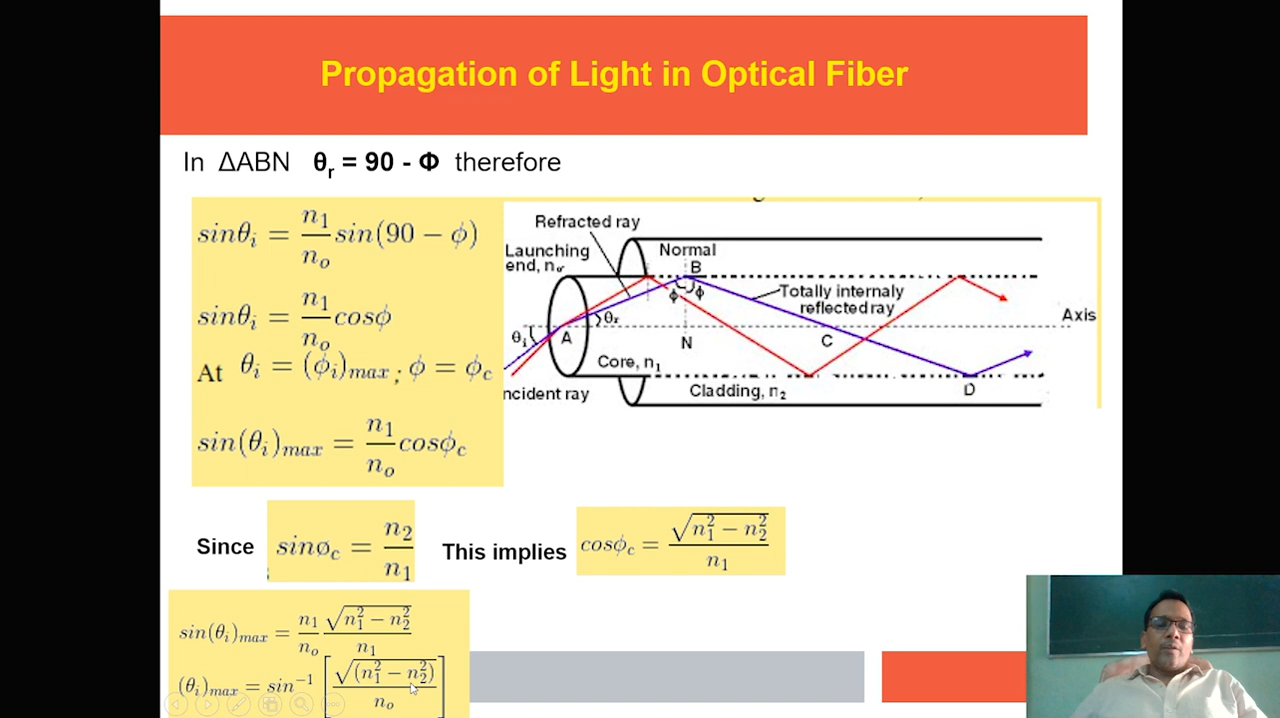 Propagation of Light in Optical Fiber
In ΔABN θr = 90 - Φ therefore
sinθi = n1/no sin(90 − ϕ)
sinθi = n1/no cosϕ
At θi = (ϕi)max ; ϕ = ϕc
sin(θi)max = n1/no cosϕc
Refracted ray
Launching
end, no
Normal
B
ϕ ϕ
Totally internaly
reflected ray
θr
Axis
θi
A
N
C
Core, n1
ncident ray
Cladding, n2
D
Since sinøc = n2/n1 This implies cosϕc = √(n1² − n2²)/n1
sin(θi)max = n1/no √(n1² − n2²)/n1
(θi)max = sin−1 [√(n1² − n2²)/no]